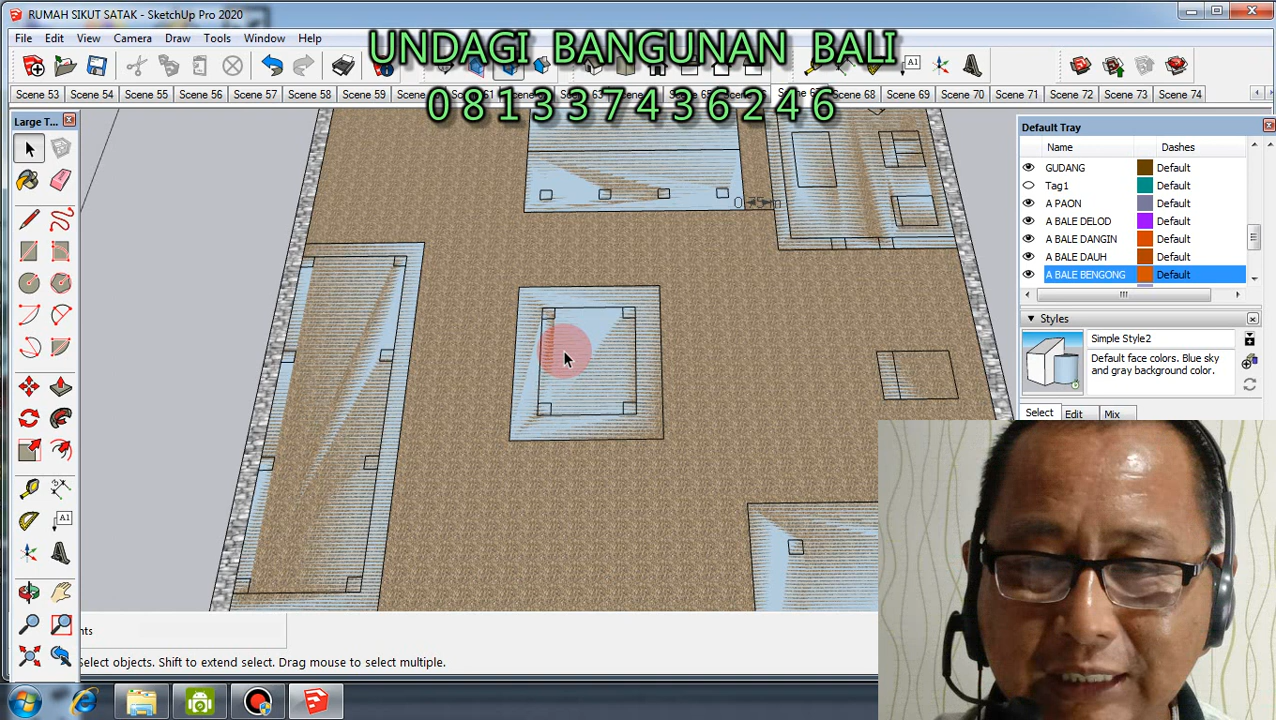 RUMAH SIKUT SATAK - SketchUp Pro 2020
File Edit View Camera Draw Tools Window Help
UNDAGI BANGUNAN BALI
081337436246
A1
Scene 53 Scene 54 Scene 55 Scene 56 Scene 57 Scene 58 Scene 59 Scene 68 Scene 69 Scene 70 Scene 71 Scene 72 Scene 73 Scene 74
Large T...
Default Tray
Name Dashes
GUDANG Default
Tag1 Default
A PAON Default
A BALE DELOD Default
A BALE DANGIN Default
A BALE DAUH Default
A BALE BENGONG Default
Styles
Simple Style2
Default face colors. Blue sky
and gray background color.
Select Edit Mix
A1
nts
Select objects. Shift to extend select. Drag mouse to select multiple.